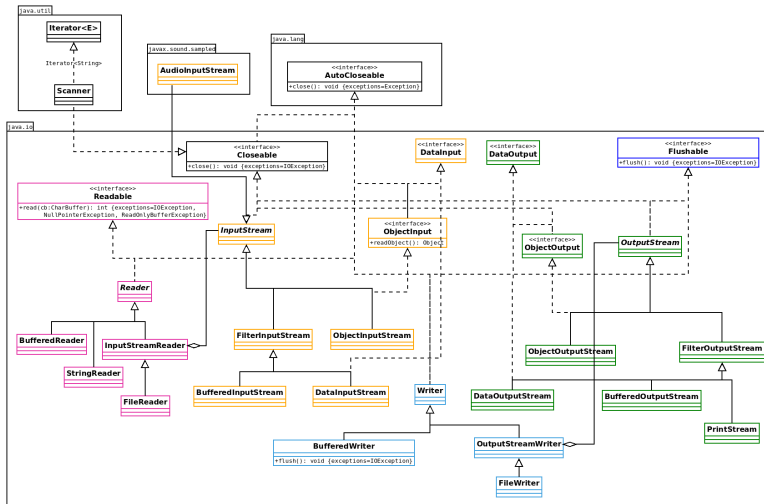 java.util
Iterator<E>
Iterator<String>
Scanner
javax.sound.sampled
AudioInputStream
java.lang
<<interface>>
AutoCloseable
+close(): void {exceptions=Exception}
java.io
<<interface>>
Closeable
+close(): void {exceptions=IOException}
<<interface>>
DataInput
<<interface>>
DataOutput
<<interface>>
Flushable
+flush(): void {exceptions=IOException}
<<interface>>
Readable
+read(cb:CharBuffer): int {exceptions=IOException,
NullPointerException, ReadOnlyBufferException}
InputStream
<<interface>>
ObjectInput
+readObject(): Object
<<interface>>
ObjectOutput
OutputStream
Reader
BufferedReader
InputStreamReader
StringReader
FileReader
FilterInputStream
ObjectInputStream
BufferedInputStream
DataInputStream
ObjectOutputStream
FilterOutputStream
Writer
DataOutputStream
BufferedOutputStream
PrintStream
BufferedWriter
+flush(): void {exceptions=IOException}
OutputStreamWriter
FileWriter